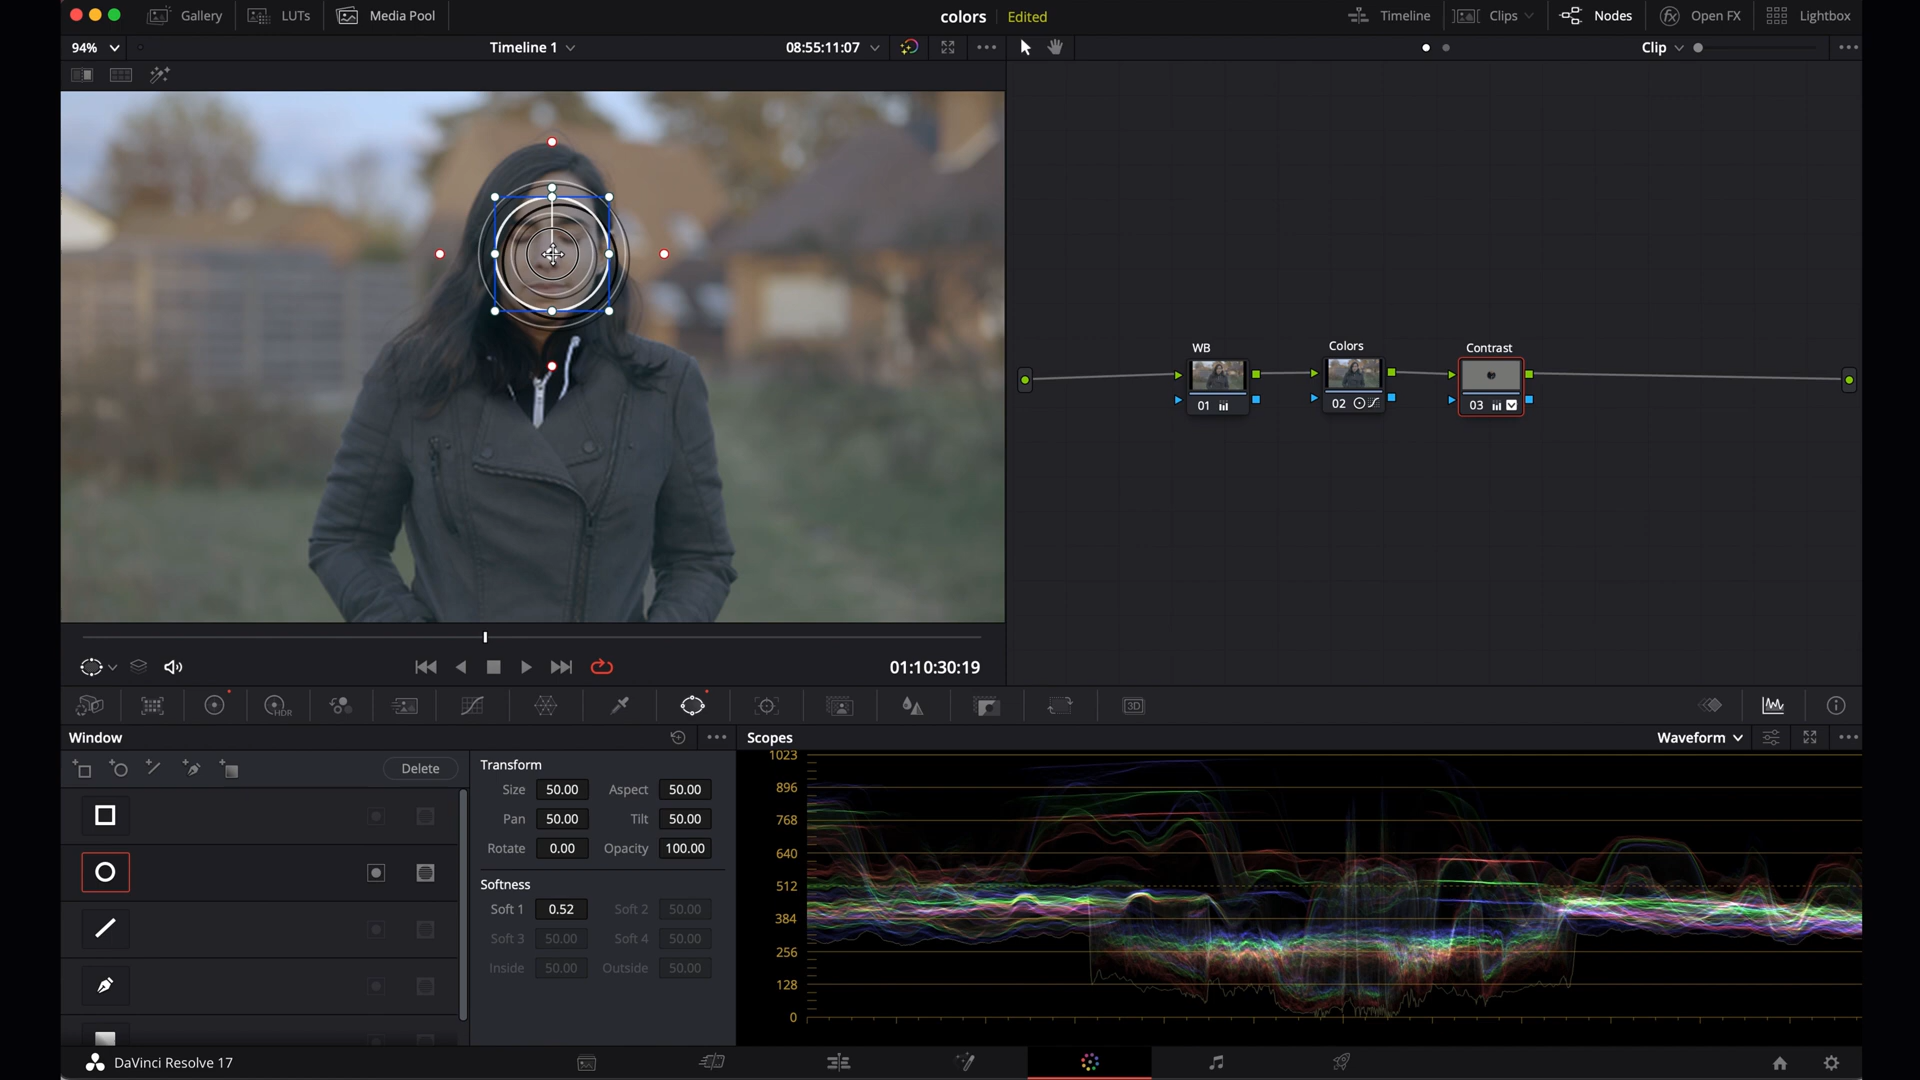 Gallery LUTs Media Pool colors Edited Timeline Clips Nodes Open FX Lightbox
94% Timeline 1 08:55:11:07 Clip
WB Colors Contrast
01 02 03
01:10:30:19
HDR 3D
Window Scopes Waveform
Delete
Transform
Size 50.00 Aspect 50.00
Pan 50.00 Tilt 50.00
Rotate 0.00 Opacity 100.00
Softness
Soft 1 0.52 Soft 2 50.00
Soft 3 50.00 Soft 4 50.00
Inside 50.00 Outside 50.00
1023
896
768
640
512
384
256
128
0
DaVinci Resolve 17